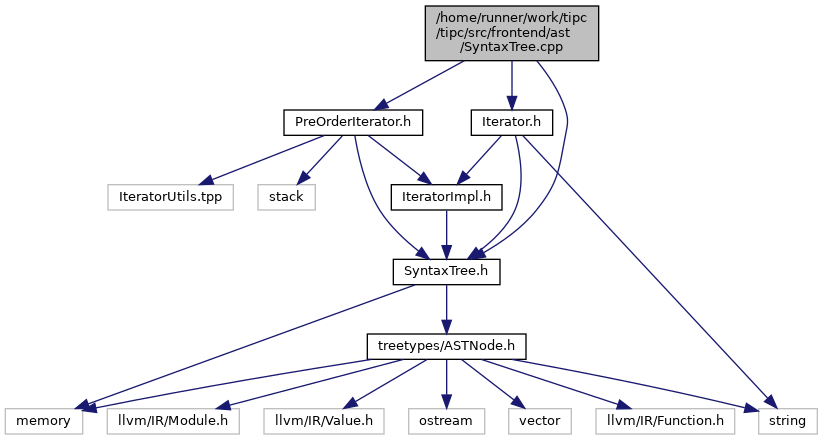 /home/runner/work/tipc
/tipc/src/frontend/ast
/SyntaxTree.cpp
PreOrderIterator.h
Iterator.h
IteratorUtils.tpp
stack
IteratorImpl.h
SyntaxTree.h
treetypes/ASTNode.h
memory
llvm/IR/Module.h
llvm/IR/Value.h
ostream
vector
llvm/IR/Function.h
string